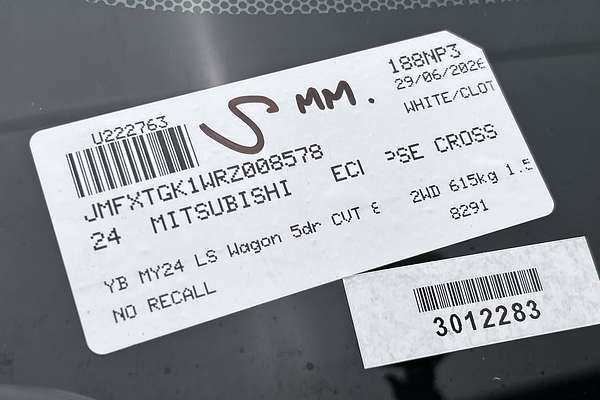 U222763
S MM.
188NP3
29/06/2026
WHITE/CLOT
JMFXTGK1WRZ008578
24 MITSUBISHI ECL PSE CROSS
YB MY24 LS Wagon 5dr CVT 8 2WD 615kg 1.5
NO RECALL
8291
3012283